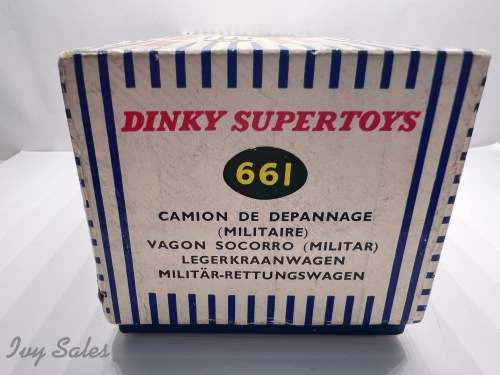 DINKY SUPERTOYS
661
CAMION DE DEPANNAGE
(MILITAIRE)
VAGON SOCORRO (MILITAR)
LEGERKRAANWAGEN
MILITÄR-RETTUNGSWAGEN
Ivy Sales